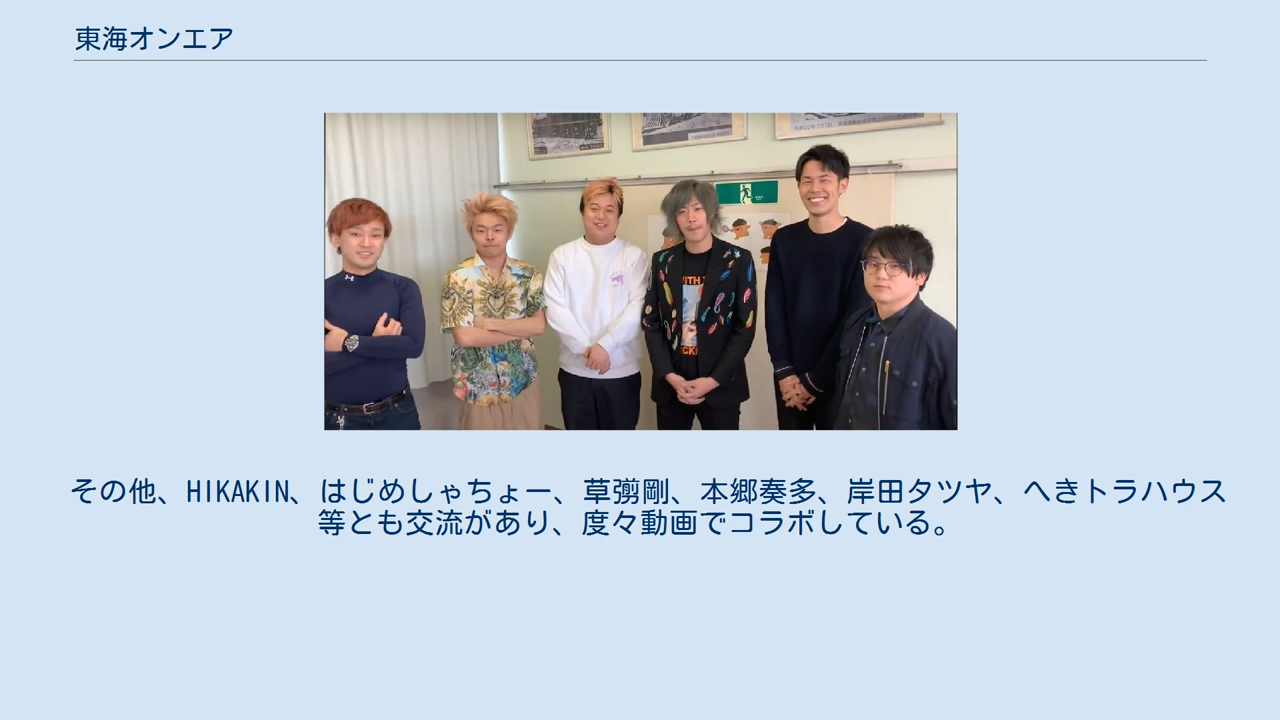 東海オンエア
その他、HIKAKIN、はじめしゃちょー、草彅剛、本郷奏多、岸田タツヤ、へきトラハウス
等とも交流があり、度々動画でコラボしている。